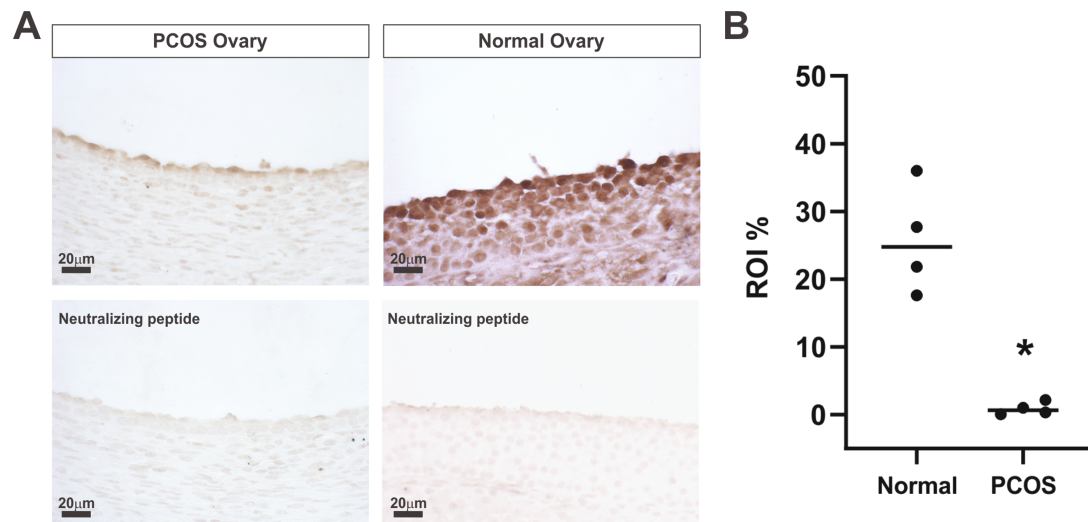 A
PCOS Ovary
Normal Ovary
20μm
20μm
Neutralizing peptide
Neutralizing peptide
20μm
20μm
B
50
40
30
20
10
0
ROI %
*
Normal
PCOS